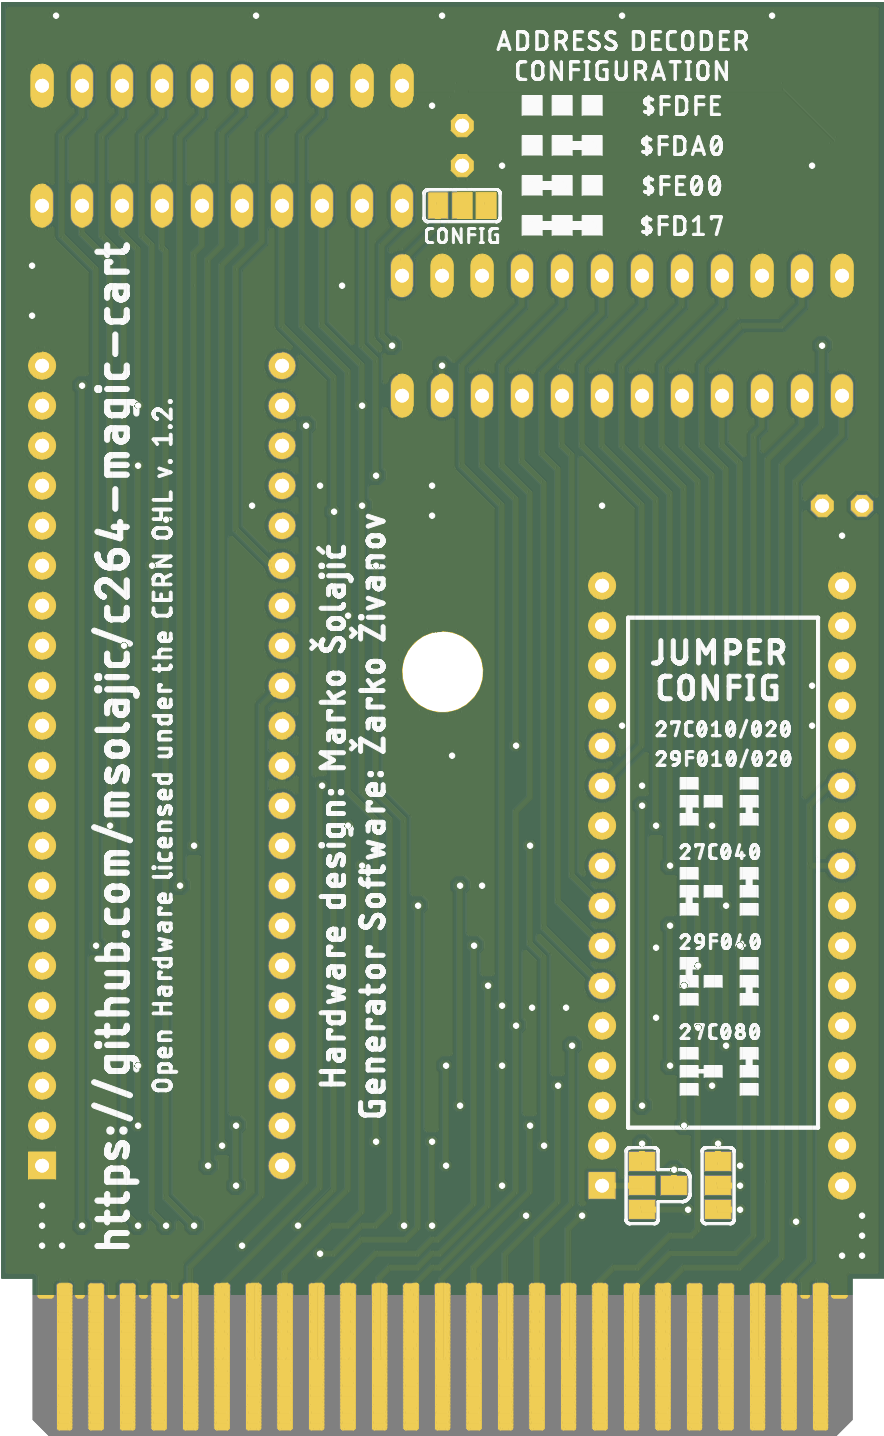 ADDRESS DECODER
CONFIGURATION
$FDFE
$FDA0
$FE00
$FD17
CONFIG
https://github.com/msolajic/c264-magic-cart
Open Hardware licensed under the CERN OHL v. 1.2.
Hardware design: Marko Šolajić
Generator Software: Žarko Živanov
JUMPER
CONFIG
27C010/020
29F010/020
27C040
29F040
27C080